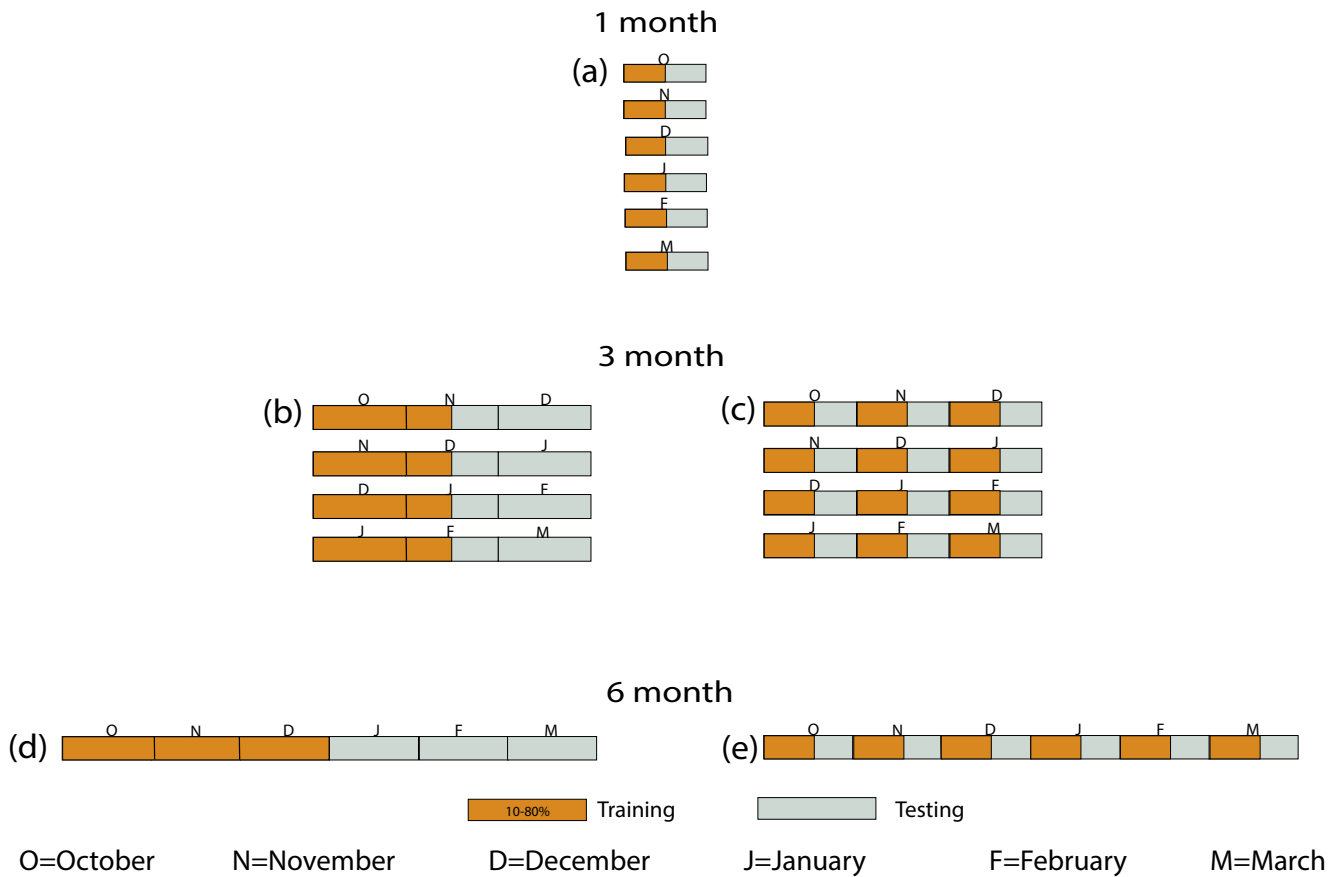 1 month
(a)
O
N
D
J
F
M
3 month
(b)
O N D
N D J
D J F
J F M
(c)
O N D
N D J
D J F
J F M
6 month
(d)
O N D J F M
(e)
O N D J F M
10-80% Training Testing
O=October N=November D=December J=January F=February M=March